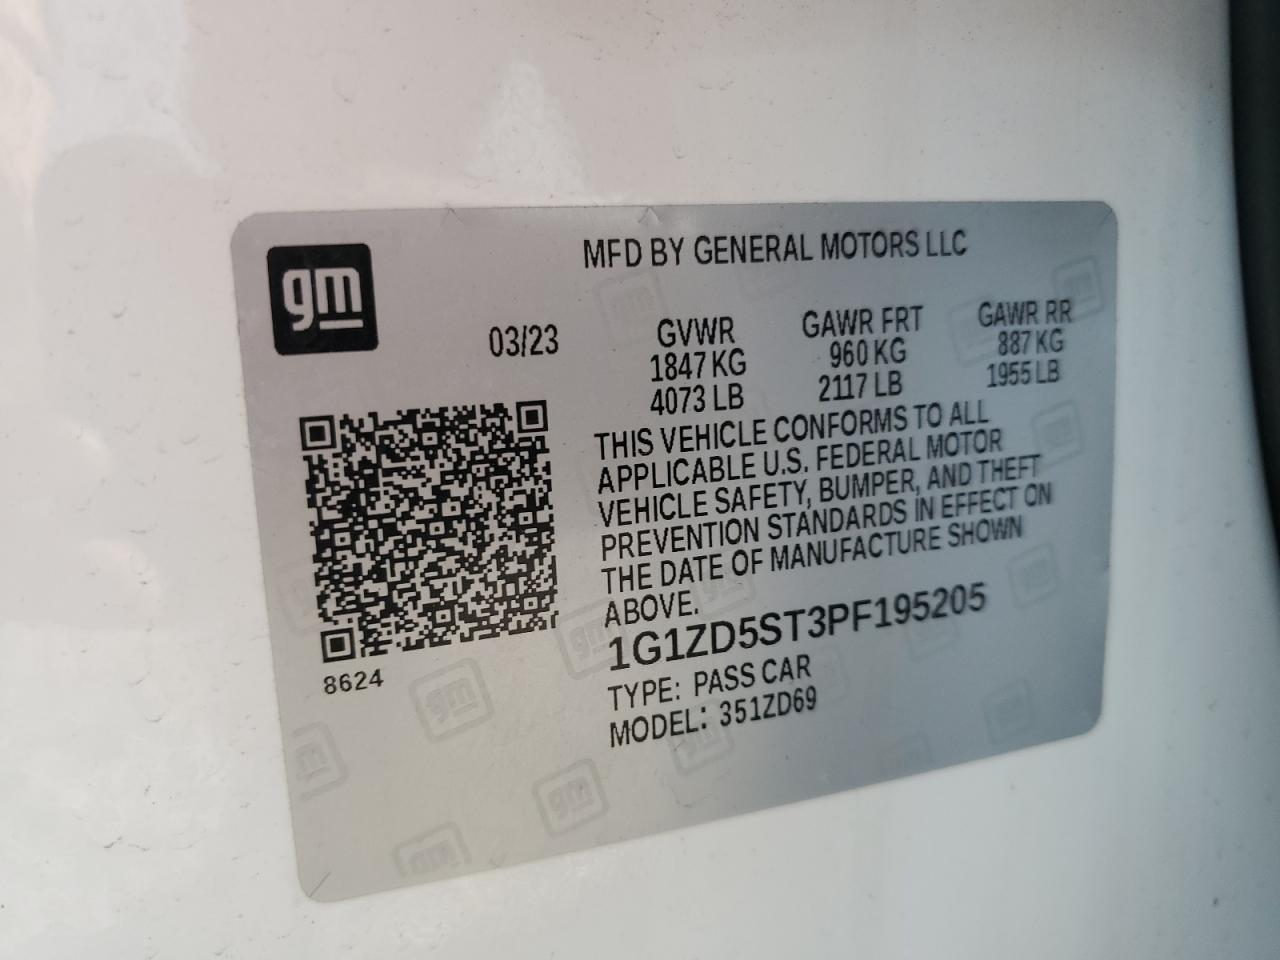 gm
MFD BY GENERAL MOTORS LLC
03/23
GVWR
1847 KG
4073 LB
GAWR FRT
960 KG
2117 LB
GAWR RR
887 KG
1955 LB
THIS VEHICLE CONFORMS TO ALL
APPLICABLE U.S. FEDERAL MOTOR
VEHICLE SAFETY, BUMPER, AND THEFT
PREVENTION STANDARDS IN EFFECT ON
THE DATE OF MANUFACTURE SHOWN
ABOVE.
1G1ZD5ST3PF195205
TYPE: PASS CAR
MODEL: 351ZD69
8624